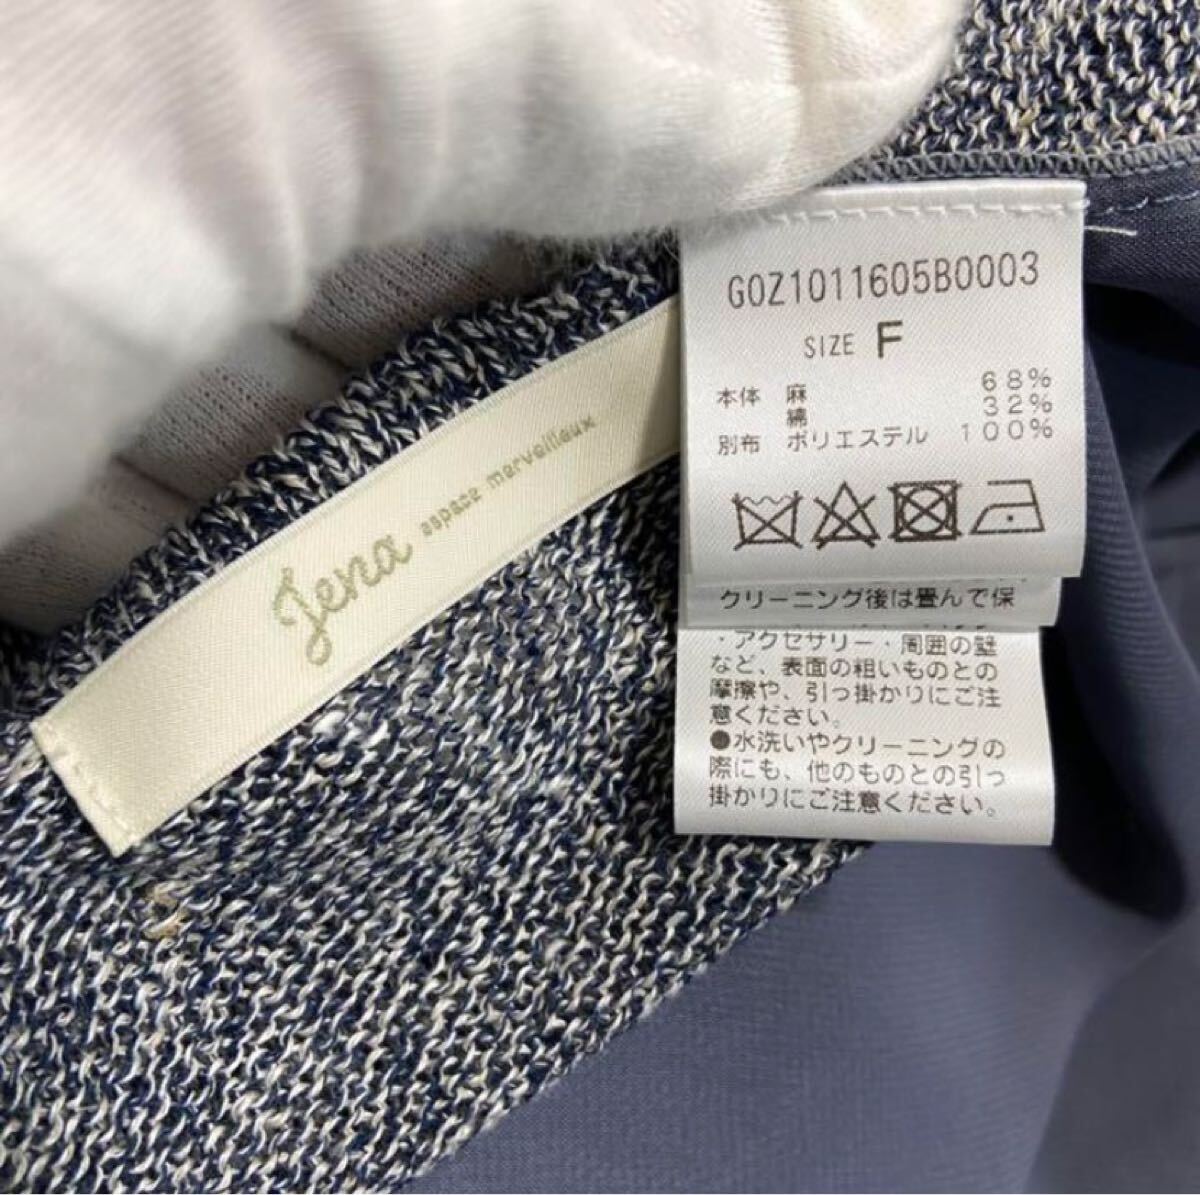 Jena
espace merveilleux
G0Z1011605B0003
SIZE F
本体 麻 68%
綿 32%
別布 ポリエステル 100%
クリーニング後は畳んで保
・アクセサリー・周囲の壁
など、表面の粗いものとの
摩擦や、引っ掛かりにご注
意ください。
●水洗いやクリーニングの
際にも、他のものとの引っ
掛かりにご注意ください。